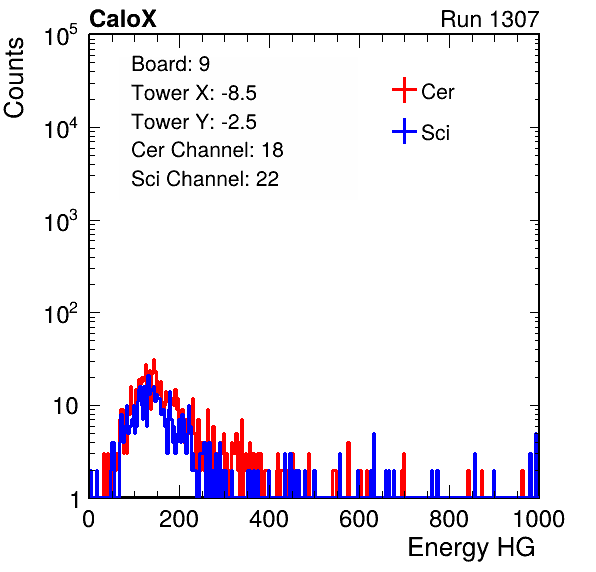 CaloX Run 1307
Counts
10^5
10^4
10^3
10^2
10
1
Board: 9
Tower X: -8.5
Tower Y: -2.5
Cer Channel: 18
Sci Channel: 22
Cer
Sci
0 200 400 600 800 1000
Energy HG